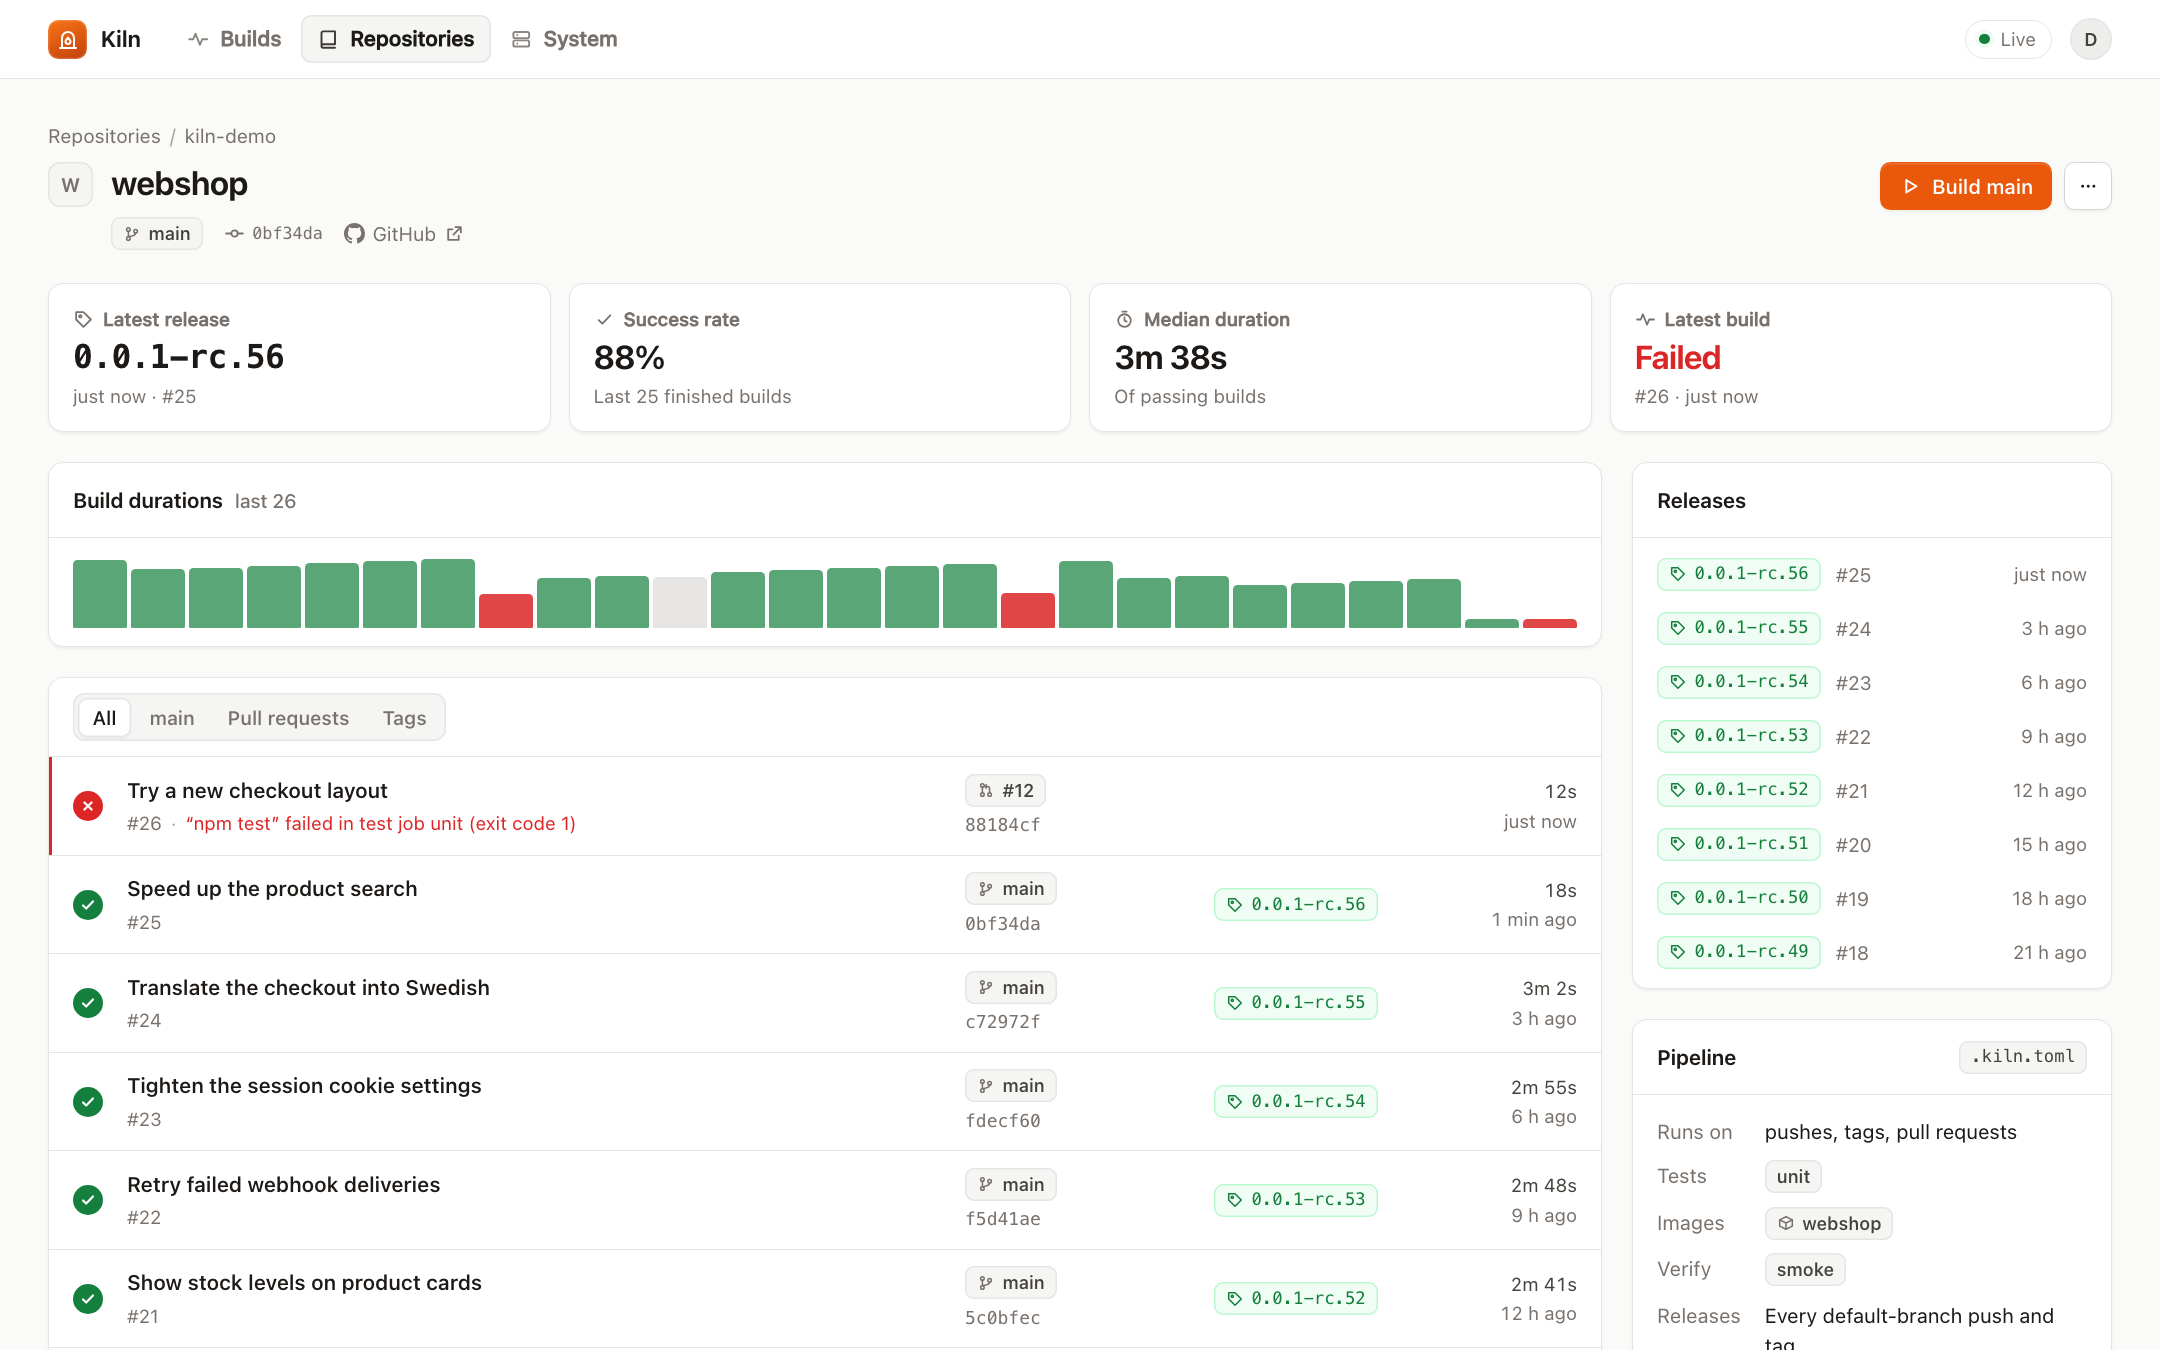 Kiln
Builds
Repositories
System
Live
D
Repositories / kiln-demo
W
webshop
Build main
main
0bf34da
GitHub
Latest release
0.0.1-rc.56
just now · #25
Success rate
88%
Last 25 finished builds
Median duration
3m 38s
Of passing builds
Latest build
Failed
#26 · just now
Build durations last 26
All
main
Pull requests
Tags
Try a new checkout layout
#12
12s
#26 · “npm test” failed in test job unit (exit code 1)
88184cf
just now
Speed up the product search
main
0.0.1-rc.56
18s
#25
0bf34da
1 min ago
Translate the checkout into Swedish
main
0.0.1-rc.55
3m 2s
#24
c72972f
3 h ago
Tighten the session cookie settings
main
0.0.1-rc.54
2m 55s
#23
fdecf60
6 h ago
Retry failed webhook deliveries
main
0.0.1-rc.53
2m 48s
#22
f5d41ae
9 h ago
Show stock levels on product cards
main
0.0.1-rc.52
2m 41s
#21
5c0bfec
12 h ago
Releases
0.0.1-rc.56 #25 just now
0.0.1-rc.55 #24 3 h ago
0.0.1-rc.54 #23 6 h ago
0.0.1-rc.53 #22 9 h ago
0.0.1-rc.52 #21 12 h ago
0.0.1-rc.51 #20 15 h ago
0.0.1-rc.50 #19 18 h ago
0.0.1-rc.49 #18 21 h ago
Pipeline
.kiln.toml
Runs on pushes, tags, pull requests
Tests unit
Images webshop
Verify smoke
Releases Every default-branch push and
tag